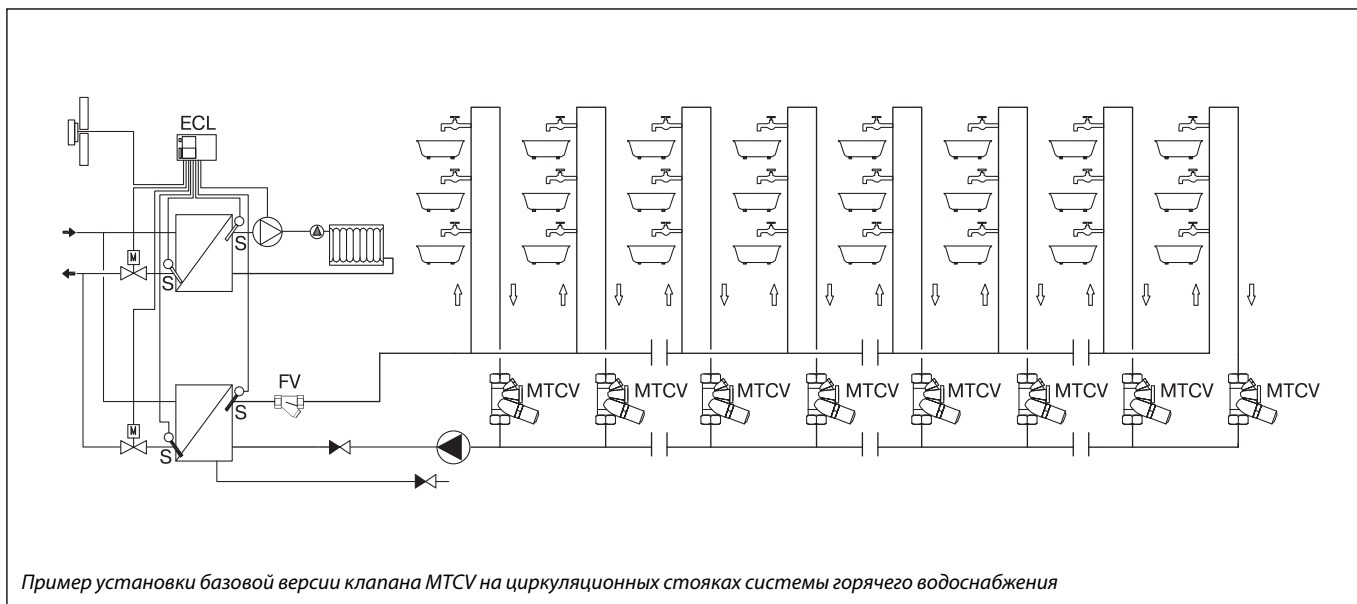 ECL
M
S
S
M
S
S
FV
MTCV
MTCV
MTCV
MTCV
MTCV
MTCV
MTCV
MTCV
Пример установки базовой версии клапана MTCV на циркуляционных стояках системы горячего водоснабжения